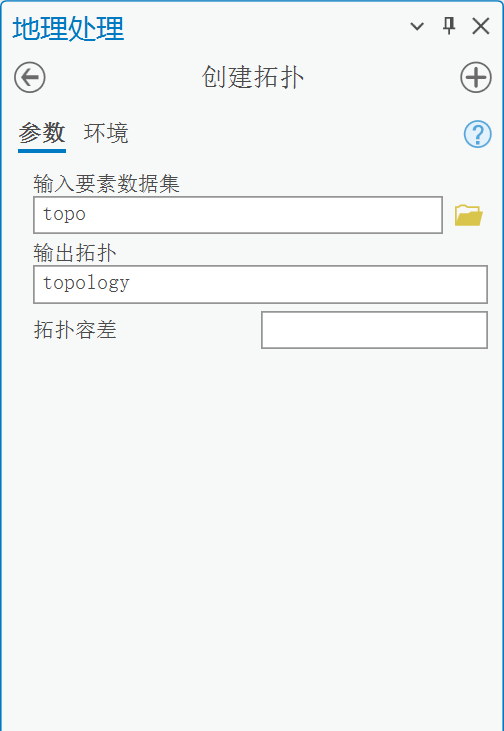 地理处理
创建拓扑
参数 环境
输入要素数据集
topo
输出拓扑
topology
拓扑容差